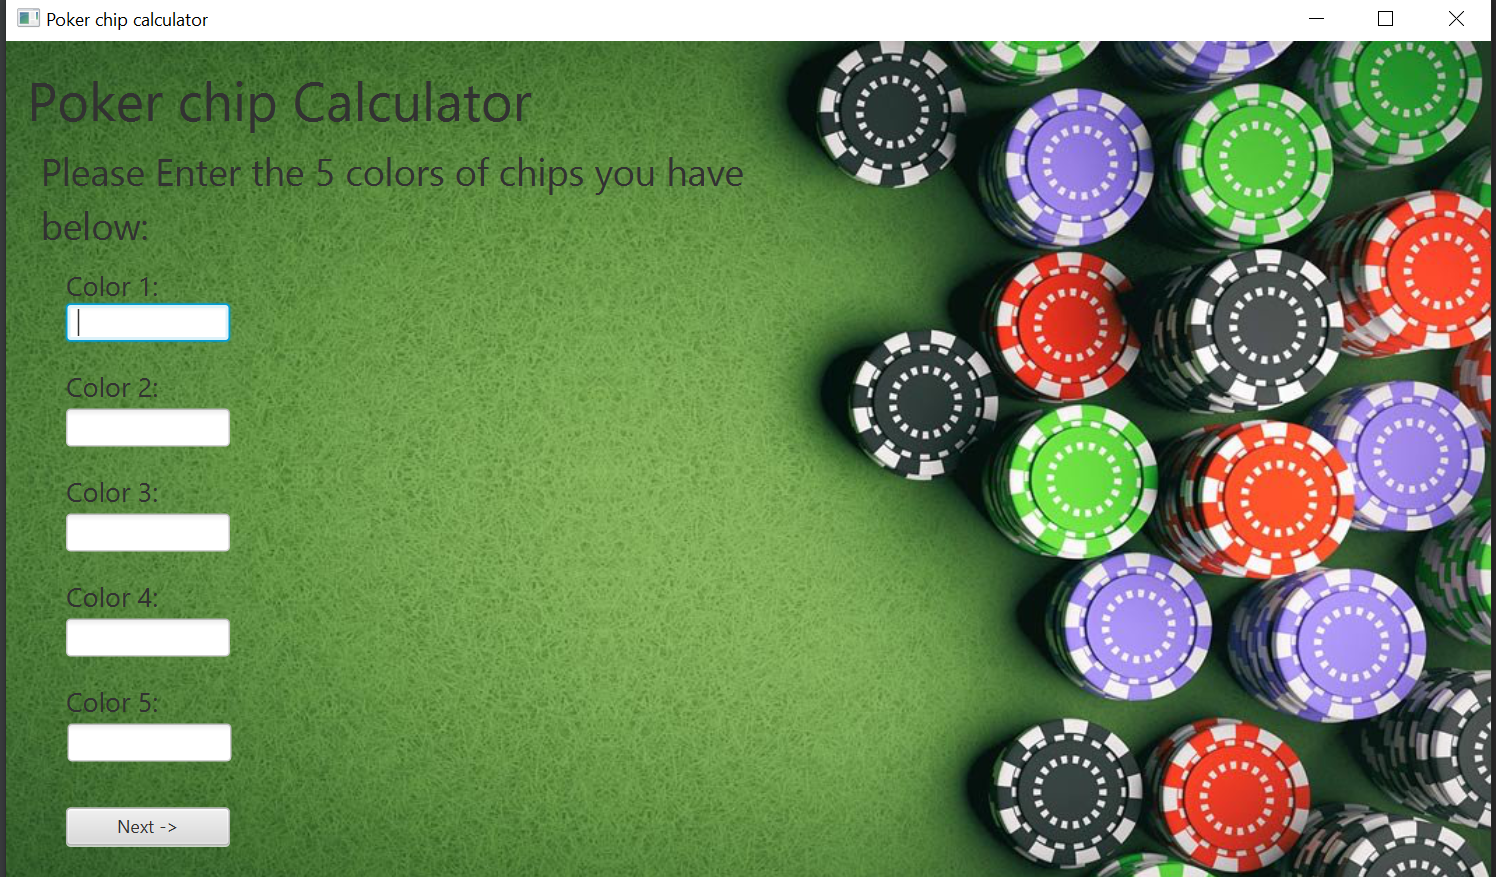 Poker chip calculator
Poker chip Calculator
Please Enter the 5 colors of chips you have
below:
Color 1:
Color 2:
Color 3:
Color 4:
Color 5:
Next ->